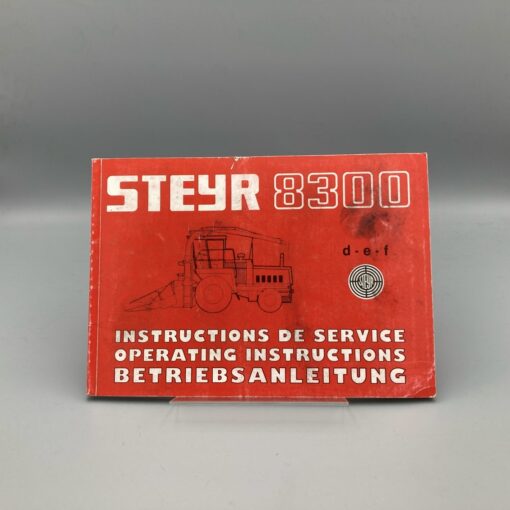 STEYR 8300
d-e-f
INSTRUCTIONS DE SERVICE
OPERATING INSTRUCTIONS
BETRIEBSANLEITUNG